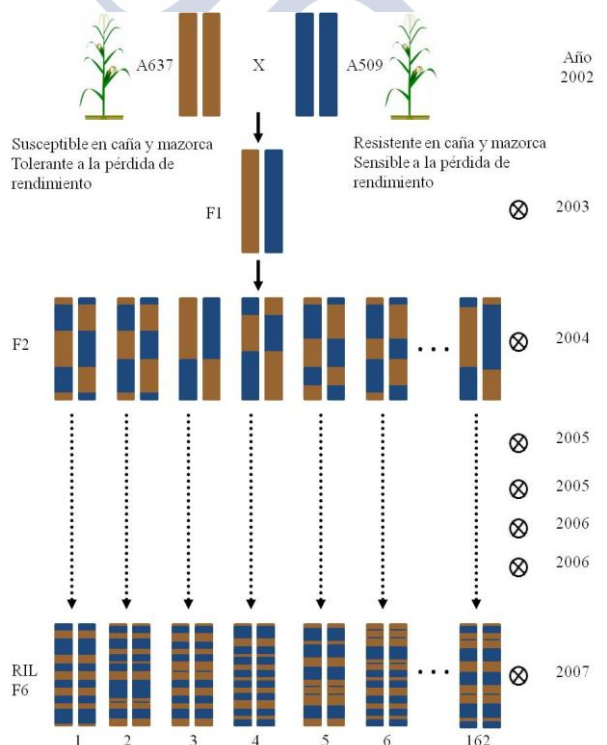 A637 X A509
Año
2002
Susceptible en caña y mazorca
Tolerante a la pérdida de
rendimiento
Resistente en caña y mazorca
Sensible a la pérdida de
rendimiento
F1
2003
F2
2004
2005
2005
2006
2006
RIL
F6
2007
1 2 3 4 5 6 162